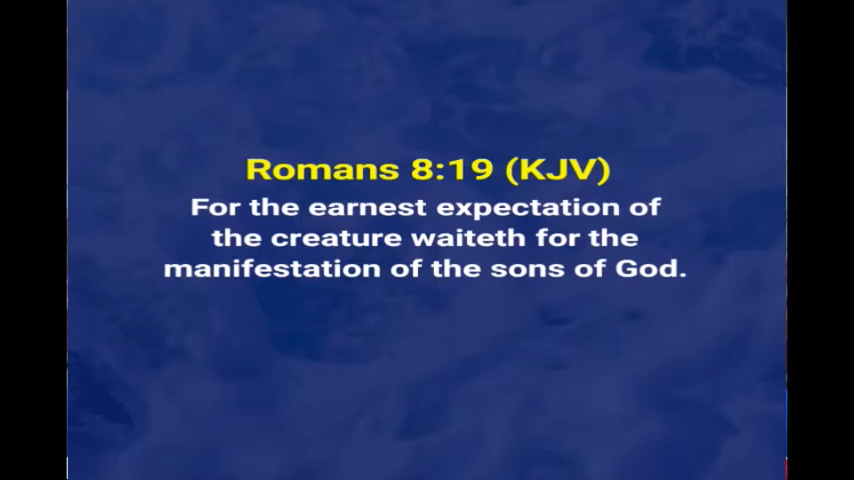 Romans 8:19 (KJV)
For the earnest expectation of
the creature waiteth for the
manifestation of the sons of God.